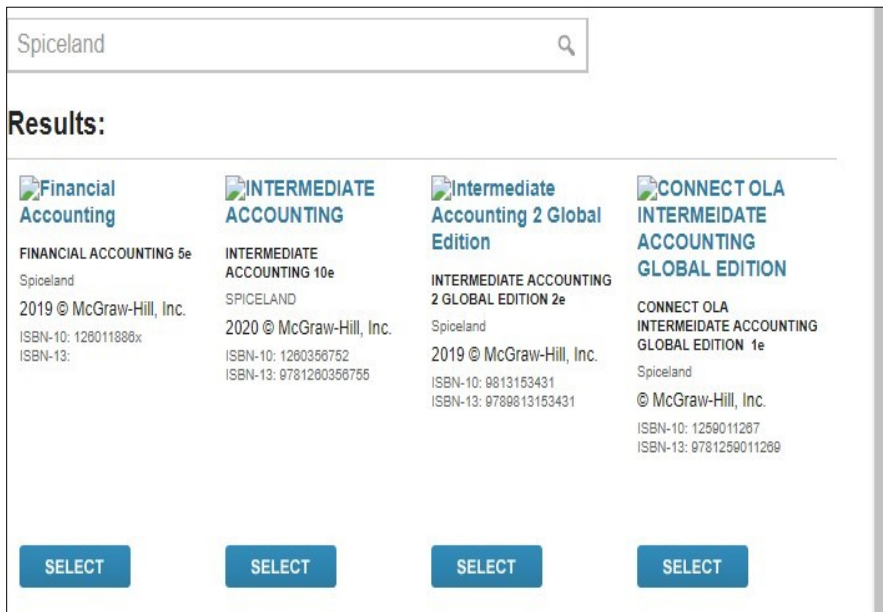 Spiceland
Results:
Financial
Accounting
FINANCIAL ACCOUNTING 5e
Spiceland
2019 © McGraw-Hill, Inc.
ISBN-10: 126011886x
ISBN-13:
SELECT
INTERMEDIATE
ACCOUNTING
INTERMEDIATE
ACCOUNTING 10e
SPICELAND
2020 © McGraw-Hill, Inc.
ISBN-10: 1260356752
ISBN-13: 9781260356755
SELECT
Intermediate
Accounting 2 Global
Edition
INTERMEDIATE ACCOUNTING
2 GLOBAL EDITION 2e
Spiceland
2019 © McGraw-Hill, Inc.
ISBN-10: 9813153431
ISBN-13: 9789813153431
SELECT
CONNECT OLA
INTERMEIDATE
ACCOUNTING
GLOBAL EDITION
CONNECT OLA
INTERMEIDATE ACCOUNTING
GLOBAL EDITION 1e
Spiceland
© McGraw-Hill, Inc.
ISBN-10: 1259011267
ISBN-13: 9781259011269
SELECT